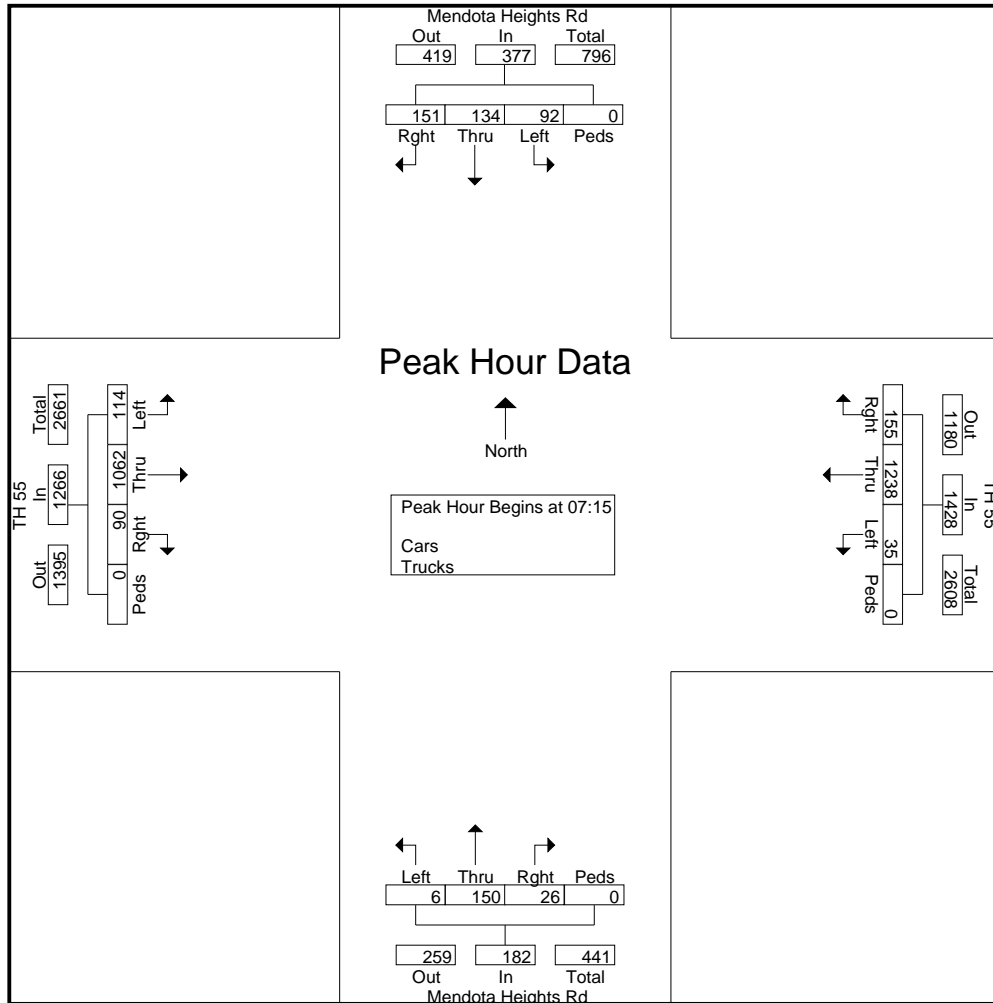 Mendota Heights Rd
Out In Total
419 377 796
151 134 92 0
Rght Thru Left Peds
Peak Hour Data
North
Peak Hour Begins at 07:15
Cars
Trucks
TH 55
Total In Out
2661 1266 1395
114 1062 90 0
Left Thru Rght Peds
TH 55
Out In Total
1180 1428 2608
155 1238 35 0
Rght Thru Left Peds
Left Thru Rght Peds
6 150 26 0
259 182 441
Out In Total
Mendota Heights Rd